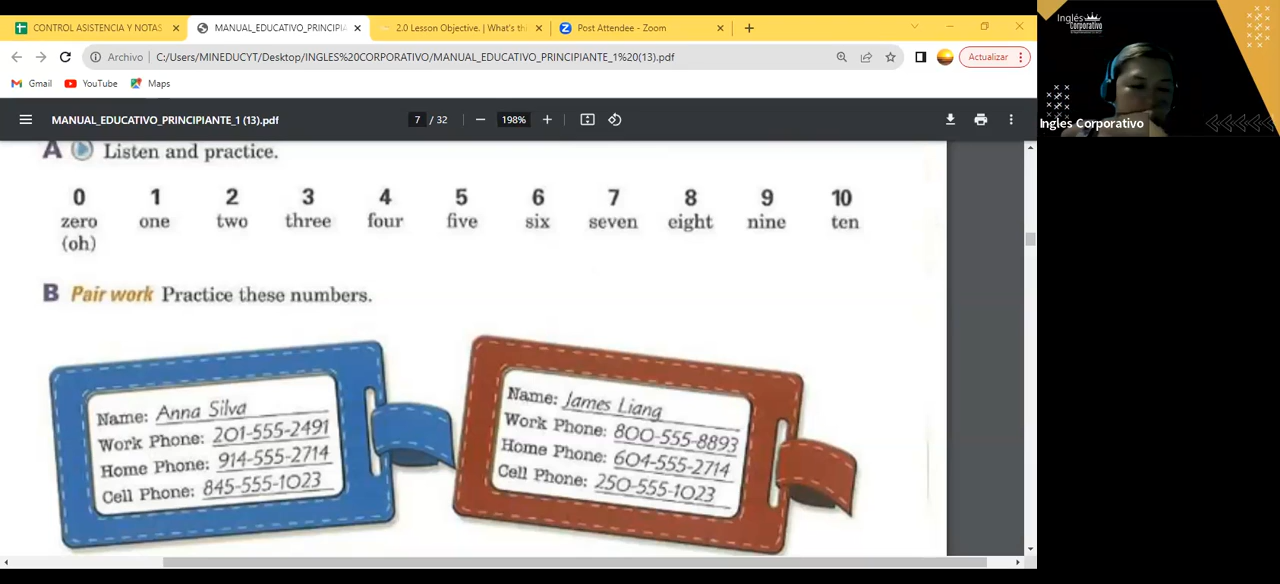 CONTROL ASISTENCIA Y NOTAS
MANUAL_EDUCATIVO_PRINCIPIA
2.0 Lesson Objective. | What's thi
Post Attendee - Zoom
Archivo
C:/Users/MINEDUCYT/Desktop/INGLES%20CORPORATIVO/MANUAL_EDUCATIVO_PRINCIPIANTE_1%20(13).pdf
Actualizar
Gmail
YouTube
Maps
MANUAL_EDUCATIVO_PRINCIPIANTE_1 (13).pdf
7 / 32
198%
A Listen and practice.
0 1 2 3 4 5 6 7 8 9 10
zero one two three four five six seven eight nine ten
(oh)
B Pair work Practice these numbers.
Name: Anna Silva
Work Phone: 201-555-2491
Home Phone: 914-555-2714
Cell Phone: 845-555-1023
Name: James Liang
Work Phone: 800-555-8893
Home Phone: 604-555-2714
Cell Phone: 250-555-1023
Inglés
Corporativo
Ingles Corporativo